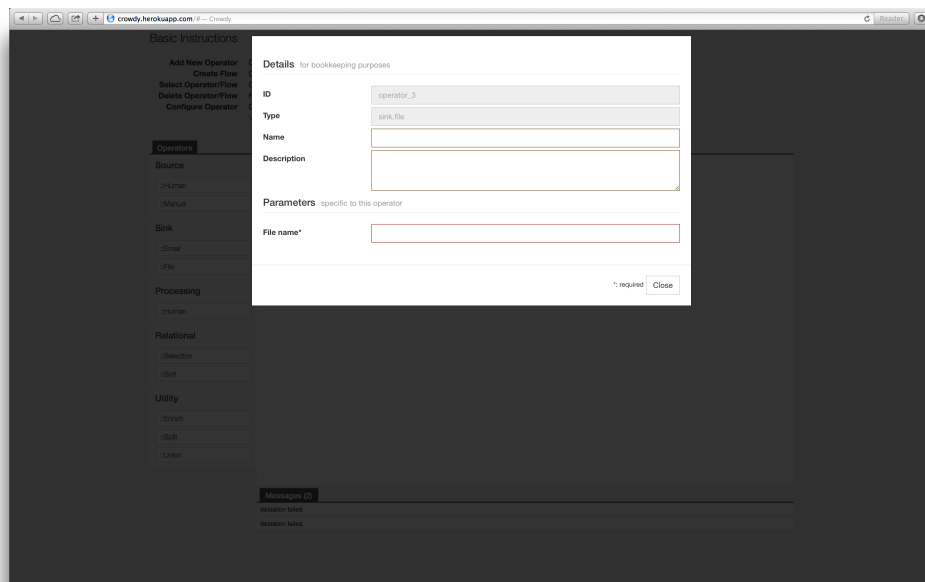 crowdy.herokuapp.com/# — Crowdy
Reader
Basic Instructions
Add New Operator
Create Flow
Select Operator/Flow
Delete Operator/Flow
Configure Operator
Details for bookkeeping purposes
ID operator_3
Type sink.file
Name
Description
Parameters specific to this operator
File name*
*: required Close
Operators
Source
::Human
::Manual
Sink
::Email
::File
Processing
::Human
Relational
::Selection
::Sort
Utility
::Enrich
::Split
::Union
Messages (2)
Validation failed.
Validation failed.